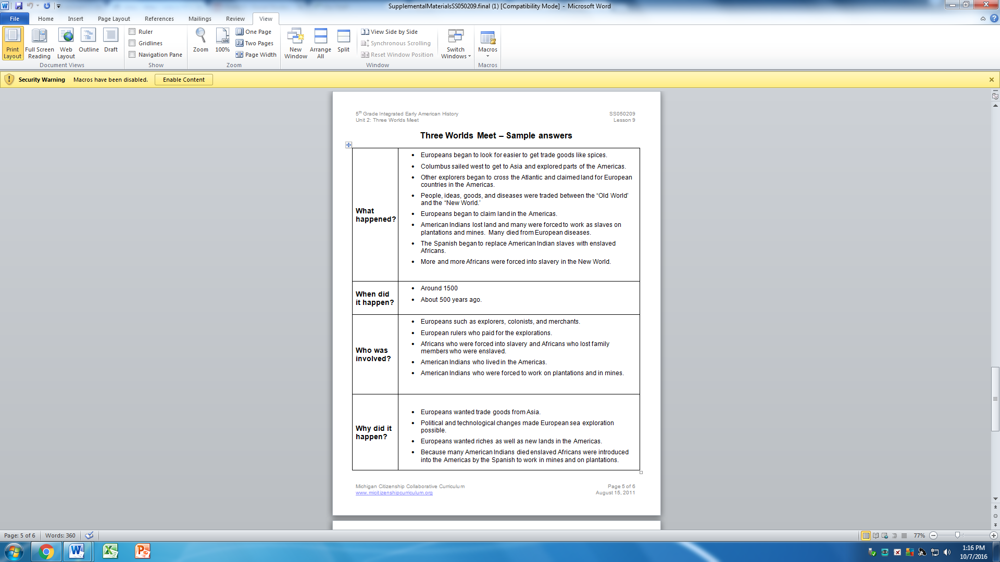 SupplementalMaterialsSS050209.final (1) [Compatibility Mode] - Microsoft Word
File Home Insert Page Layout References Mailings Review View
Print Layout
Full Screen Reading
Web Layout
Outline
Draft
Document Views
Ruler
Gridlines
Navigation Pane
Show
Zoom
100%
One Page
Two Pages
Page Width
Zoom
New Window
Arrange All
Split
View Side by Side
Synchronous Scrolling
Reset Window Position
Window
Switch Windows
Macros
Macros
Security Warning Macros have been disabled. Enable Content
5th Grade Integrated Early American History SS050209
Unit 2: Three Worlds Meet Lesson 9
Three Worlds Meet – Sample answers
What
happened?
• Europeans began to look for easier to get trade goods like spices.
• Columbus sailed west to get to Asia and explored parts of the Americas.
• Other explorers began to cross the Atlantic and claimed land for European
countries in the Americas.
• People, ideas, goods, and diseases were traded between the “Old World’
and the “New World.’
• Europeans began to claim land in the Americas.
• American Indians lost land and many were forced to work as slaves on
plantations and mines. Many died from European diseases.
• The Spanish began to replace American Indian slaves with enslaved
Africans.
• More and more Africans were forced into slavery in the New World.
When did
it happen?
• Around 1500
• About 500 years ago.
Who was
involved?
• Europeans such as explorers, colonists, and merchants.
• European rulers who paid for the explorations.
• Africans who were forced into slavery and Africans who lost family
members who were enslaved.
• American Indians who lived in the Americas.
• American Indians who were forced to work on plantations and in mines.
Why did it
happen?
• Europeans wanted trade goods from Asia.
• Political and technological changes made European sea exploration
possible.
• Europeans wanted riches as well as new lands in the Americas.
• Because many American Indians died enslaved Africans were introduced
into the Americas by the Spanish to work in mines and on plantations.
Michigan Citizenship Collaborative Curriculum Page 5 of 6
www.micitizenshipcurriculum.org August 15, 2011
Page: 5 of 6 Words: 360 77%
1:16 PM
10/7/2016